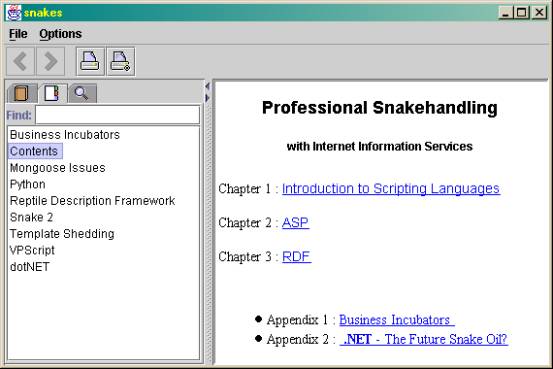 snakes
File Options
Find:
Business Incubators
Contents
Mongoose Issues
Python
Reptile Description Framework
Snake 2
Template Shedding
VPScript
dotNET
Professional Snakehandling
with Internet Information Services
Chapter 1 : Introduction to Scripting Languages
Chapter 2 : ASP
Chapter 3 : RDF
Appendix 1 : Business Incubators
Appendix 2 : .NET - The Future Snake Oil?